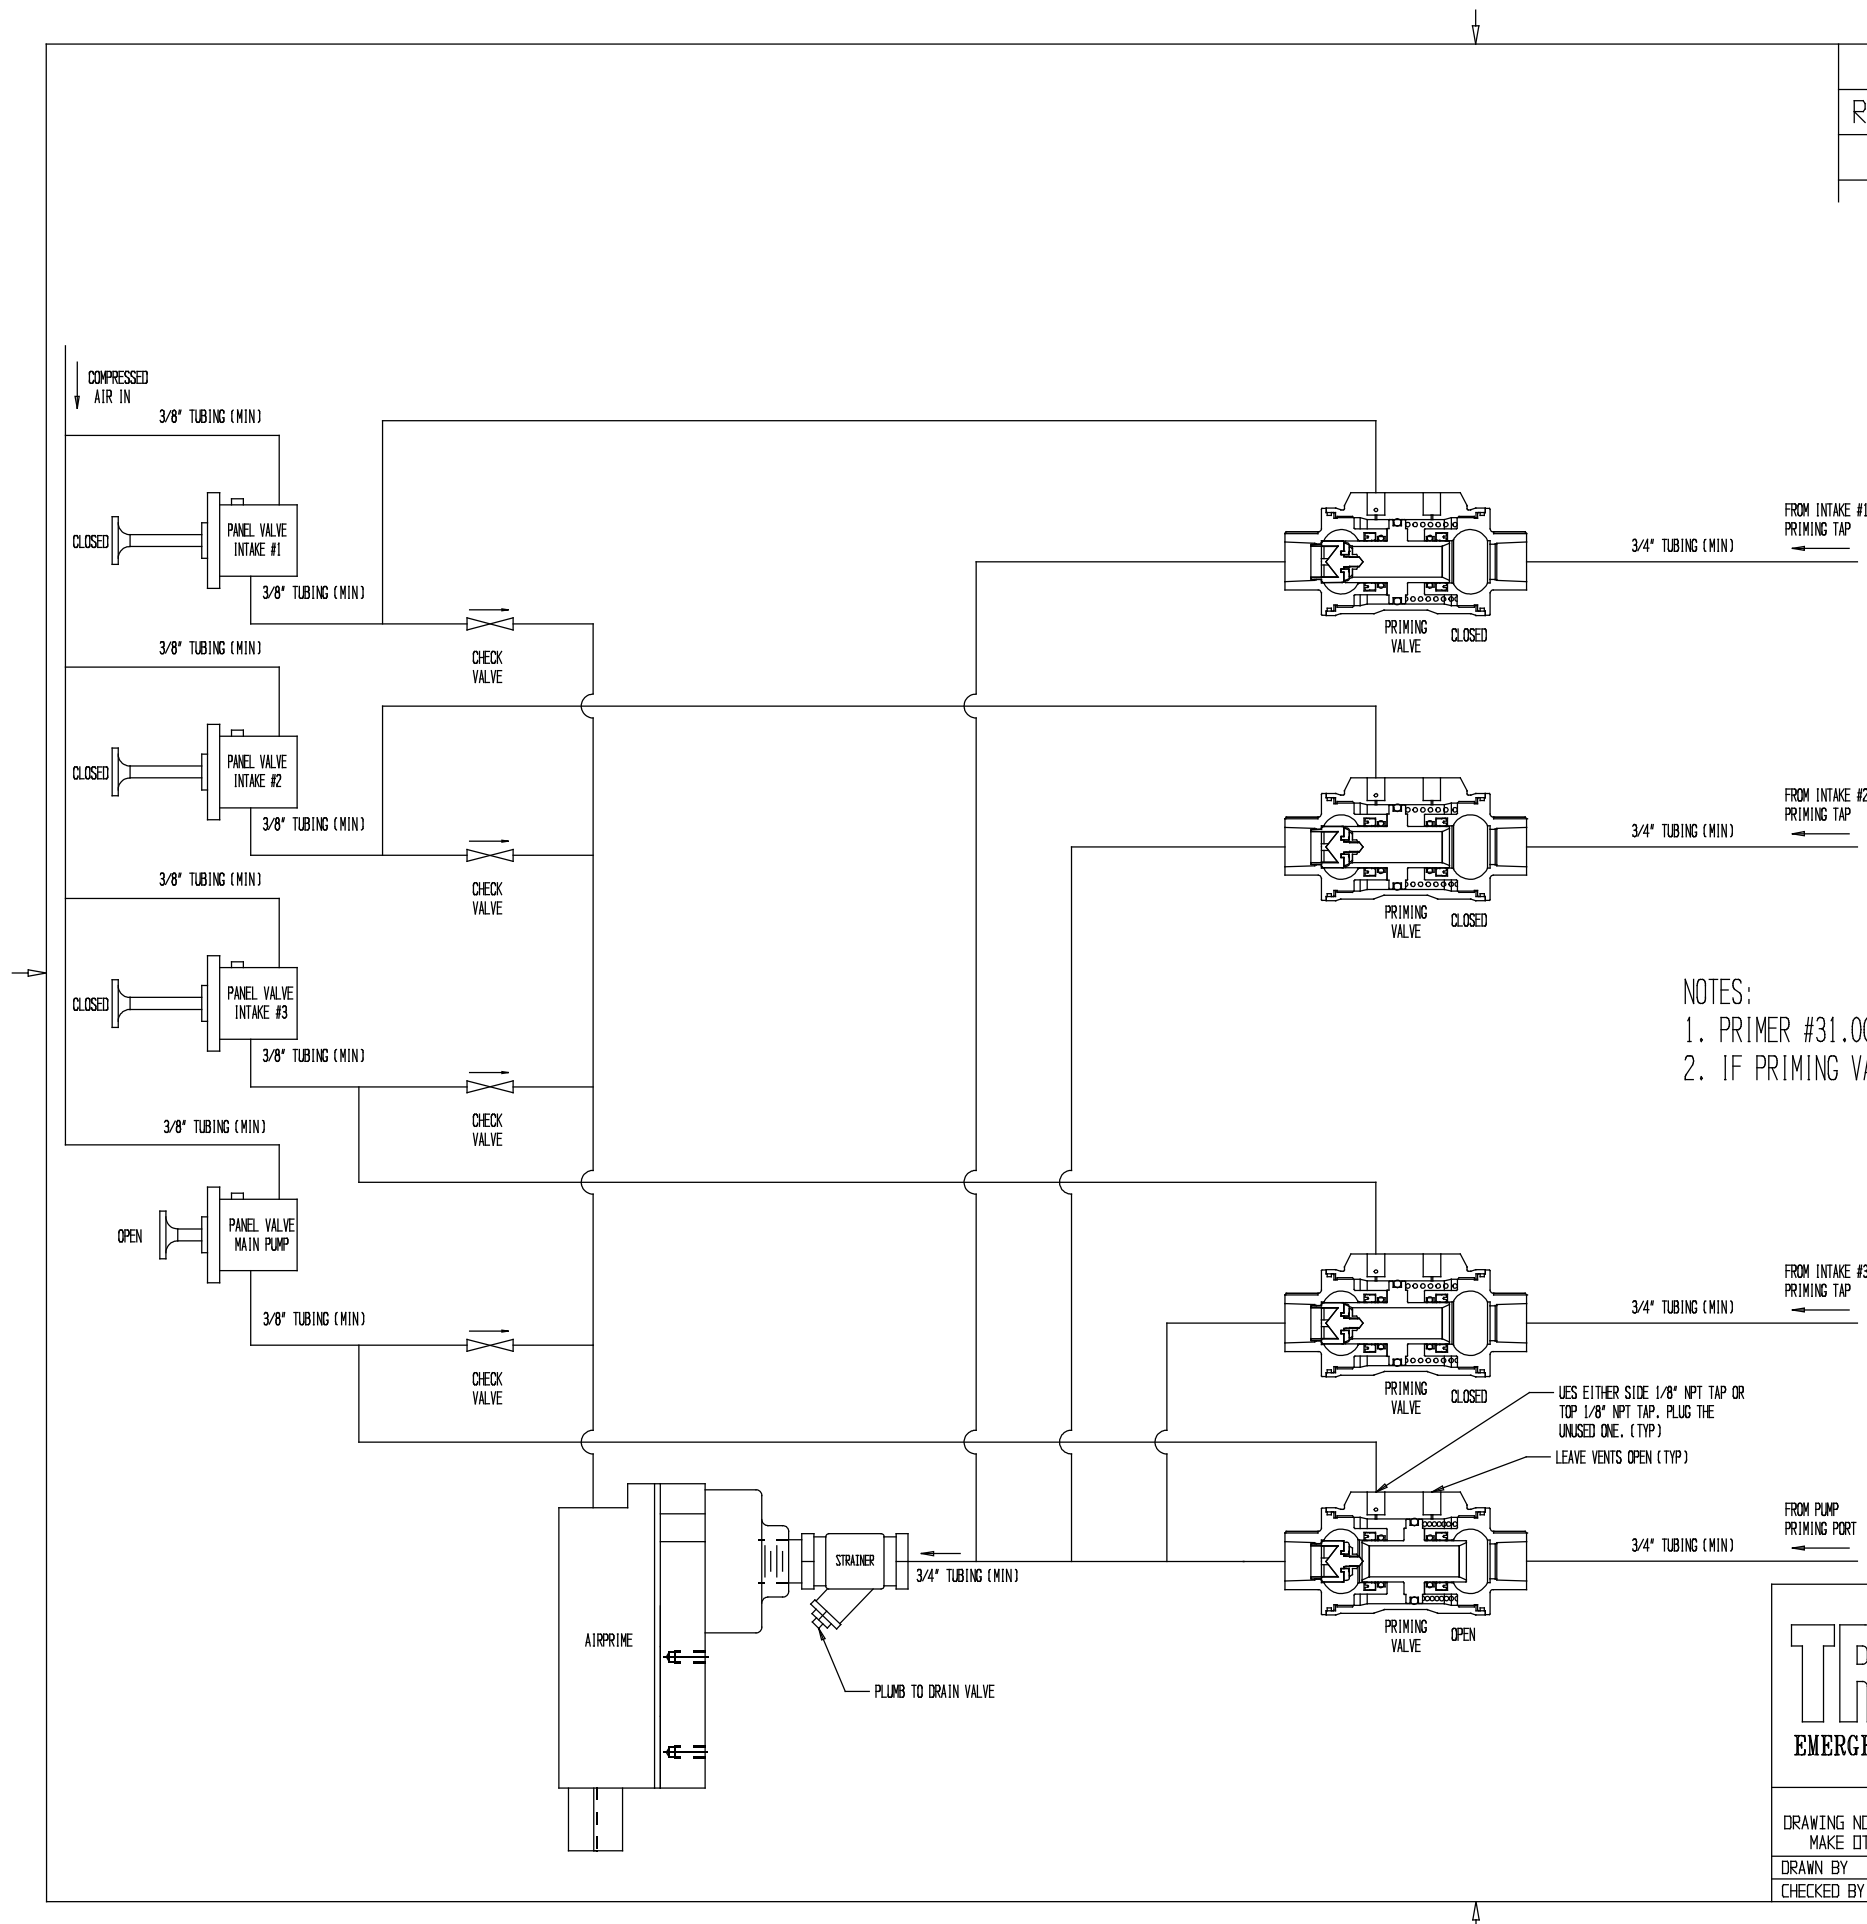 R
COMPRESSED
AIR IN
3/8" TUBING (MIN)
CLOSED
PANEL VALVE
INTAKE #1
3/8" TUBING (MIN)
CHECK
VALVE
PRIMING
VALVE
CLOSED
3/4" TUBING (MIN)
FROM INTAKE #1
PRIMING TAP
3/8" TUBING (MIN)
CLOSED
PANEL VALVE
INTAKE #2
3/8" TUBING (MIN)
CHECK
VALVE
PRIMING
VALVE
CLOSED
3/4" TUBING (MIN)
FROM INTAKE #2
PRIMING TAP
3/8" TUBING (MIN)
CLOSED
PANEL VALVE
INTAKE #3
3/8" TUBING (MIN)
CHECK
VALVE
NOTES:
1. PRIMER #31.00
2. IF PRIMING VA
3/8" TUBING (MIN)
OPEN
PANEL VALVE
MAIN PUMP
3/8" TUBING (MIN)
CHECK
VALVE
PRIMING
VALVE
CLOSED
3/4" TUBING (MIN)
FROM INTAKE #3
PRIMING TAP
UES EITHER SIDE 1/8" NPT TAP OR
TOP 1/8" NPT TAP. PLUG THE
UNUSED ONE. (TYP)
LEAVE VENTS OPEN (TYP)
FROM PUMP
PRIMING PORT
3/4" TUBING (MIN)
STRAINER
3/4" TUBING (MIN)
PRIMING
VALVE
OPEN
AIRPRIME
PLUMB TO DRAIN VALVE
TR
EMERGE
DRAWING NO
MAKE OT
DRAWN BY
CHECKED BY